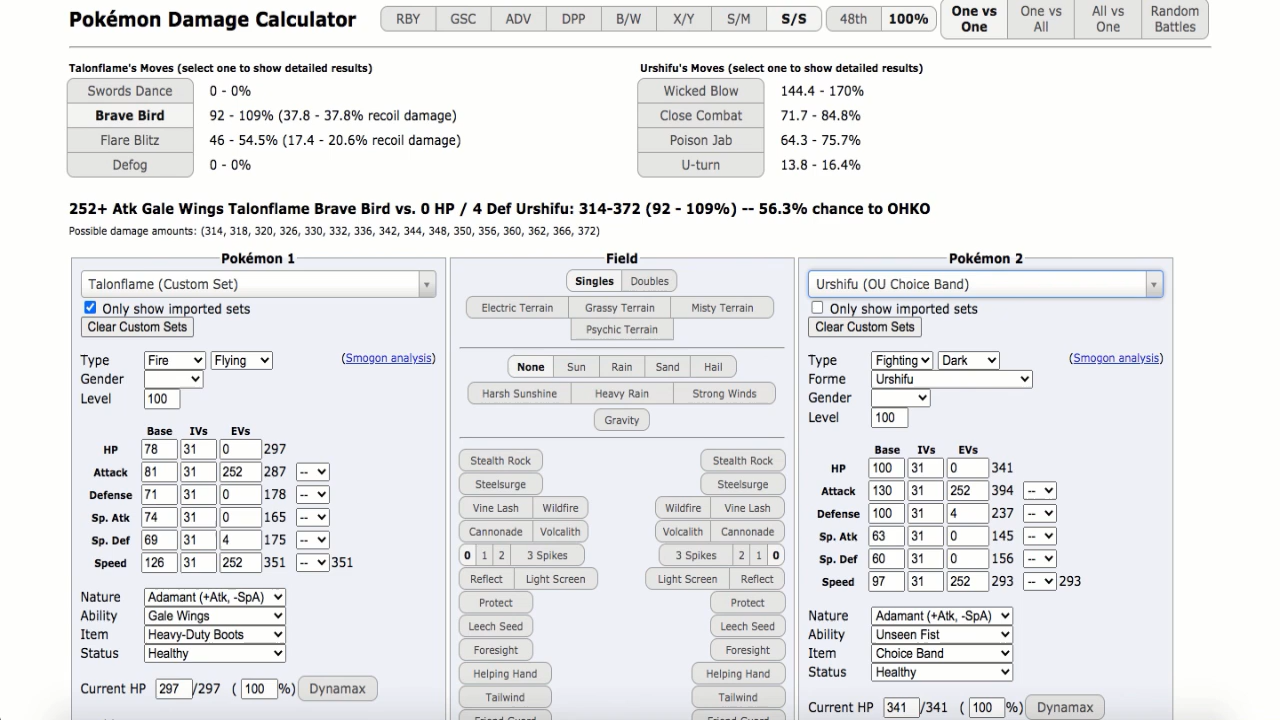 Pokémon Damage Calculator RBY GSC ADV DPP B/W X/Y S/M S/S 48th 100% One vs One One vs All All vs One Random Battles
Talonflame's Moves (select one to show detailed results)
Swords Dance 0 - 0%
Brave Bird 92 - 109% (37.8 - 37.8% recoil damage)
Flare Blitz 46 - 54.5% (17.4 - 20.6% recoil damage)
Defog 0 - 0%
Urshifu's Moves (select one to show detailed results)
Wicked Blow 144.4 - 170%
Close Combat 71.7 - 84.8%
Poison Jab 64.3 - 75.7%
U-turn 13.8 - 16.4%
252+ Atk Gale Wings Talonflame Brave Bird vs. 0 HP / 4 Def Urshifu: 314-372 (92 - 109%) -- 56.3% chance to OHKO
Possible damage amounts: (314, 318, 320, 326, 330, 332, 336, 342, 344, 348, 350, 356, 360, 362, 366, 372)
Pokémon 1
Talonflame (Custom Set)
Only show imported sets
Clear Custom Sets
Type Fire Flying (Smogon analysis)
Gender
Level 100
Base IVs EVs
HP 78 31 0 297
Attack 81 31 252 287 --
Defense 71 31 0 178 --
Sp. Atk 74 31 0 165 --
Sp. Def 69 31 4 175 --
Speed 126 31 252 351 -- 351
Nature Adamant (+Atk, -SpA)
Ability Gale Wings
Item Heavy-Duty Boots
Status Healthy
Current HP 297 /297 ( 100 %) Dynamax
Field
Singles Doubles
Electric Terrain Grassy Terrain Misty Terrain
Psychic Terrain
None Sun Rain Sand Hail
Harsh Sunshine Heavy Rain Strong Winds
Gravity
Stealth Rock Stealth Rock
Steelsurge Steelsurge
Vine Lash Wildfire Wildfire Vine Lash
Cannonade Volcalith Volcalith Cannonade
0 1 2 3 Spikes 3 Spikes 2 1 0
Reflect Light Screen Light Screen Reflect
Protect Protect
Leech Seed Leech Seed
Foresight Foresight
Helping Hand Helping Hand
Tailwind Tailwind
Friend Guard Friend Guard
Pokémon 2
Urshifu (OU Choice Band)
Only show imported sets
Clear Custom Sets
Type Fighting Dark (Smogon analysis)
Forme Urshifu
Gender
Level 100
Base IVs EVs
HP 100 31 0 341
Attack 130 31 252 394 --
Defense 100 31 4 237 --
Sp. Atk 63 31 0 145 --
Sp. Def 60 31 0 156 --
Speed 97 31 252 293 -- 293
Nature Adamant (+Atk, -SpA)
Ability Unseen Fist
Item Choice Band
Status Healthy
Current HP 341 /341 ( 100 %) Dynamax